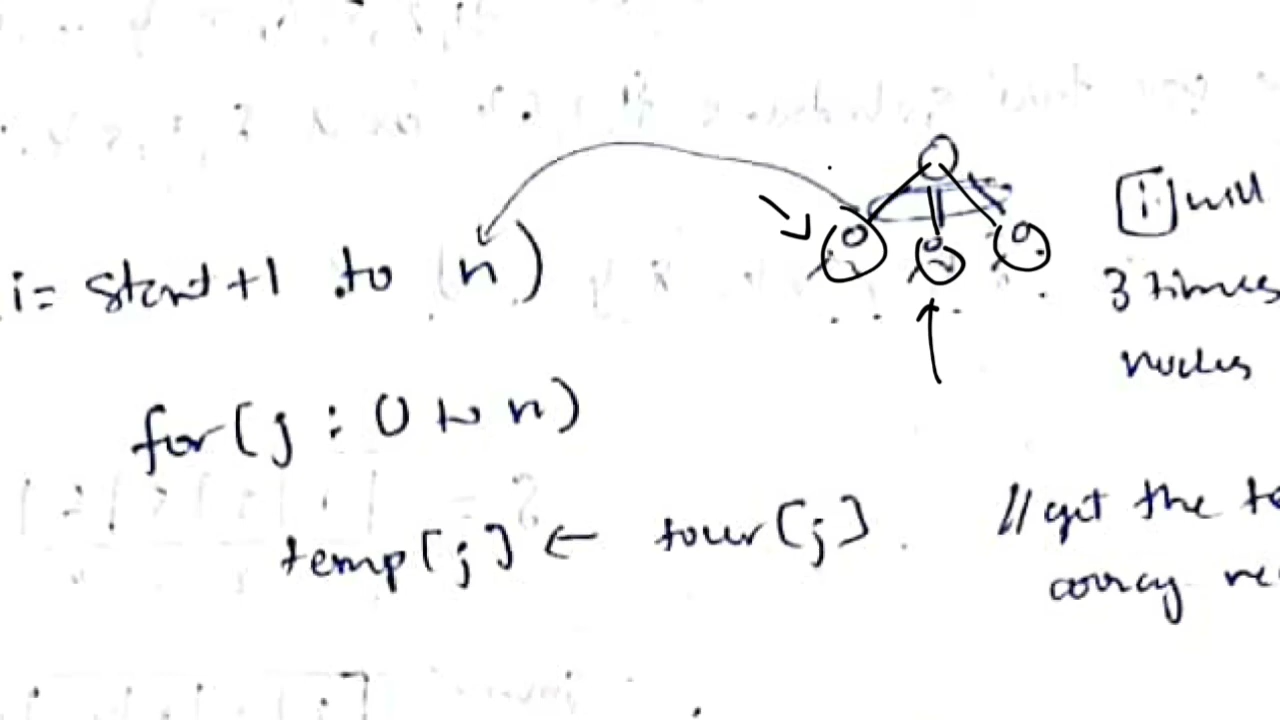 i = start +1 to n)
i will
3 times
nodes
for(j : 0 to n)
temp[j] ← tour[j]. // get the
array